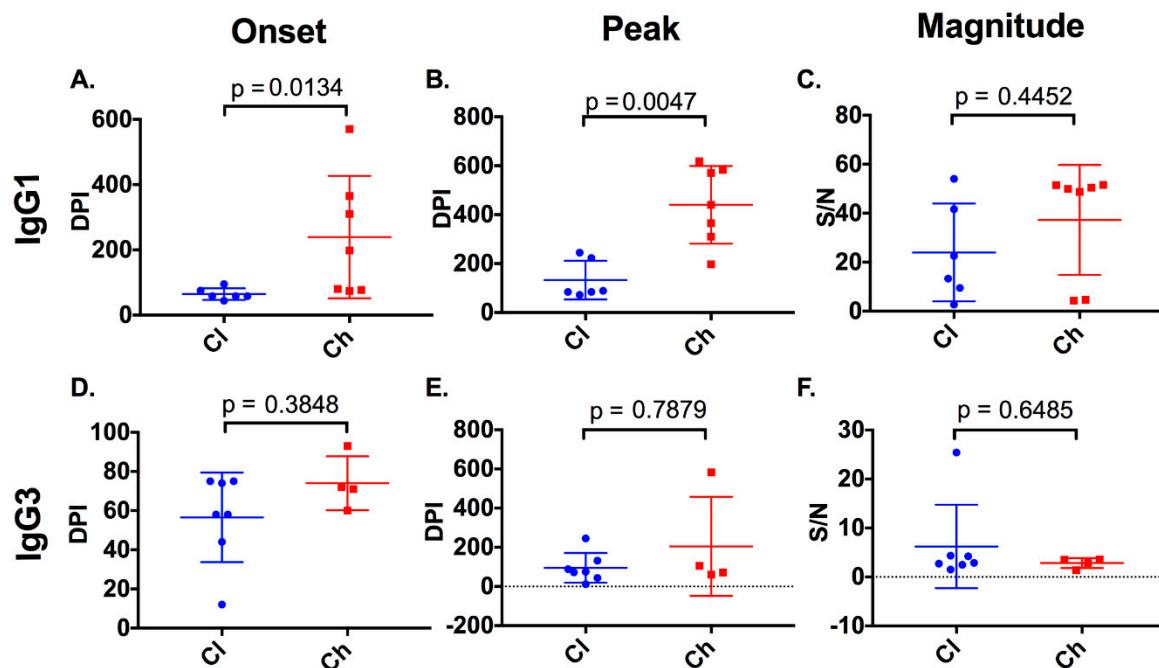 Onset Peak Magnitude
A. B. C.
p = 0.0134 p = 0.0047 p = 0.4452
IgG1
DPI
600
400
200
0
Cl Ch
DPI
800
600
400
200
0
Cl Ch
S/N
80
60
40
20
0
Cl Ch
D. E. F.
p = 0.3848 p = 0.7879 p = 0.6485
IgG3
DPI
100
80
60
40
20
0
Cl Ch
DPI
800
600
400
200
0
-200
Cl Ch
S/N
30
20
10
0
-10
Cl Ch